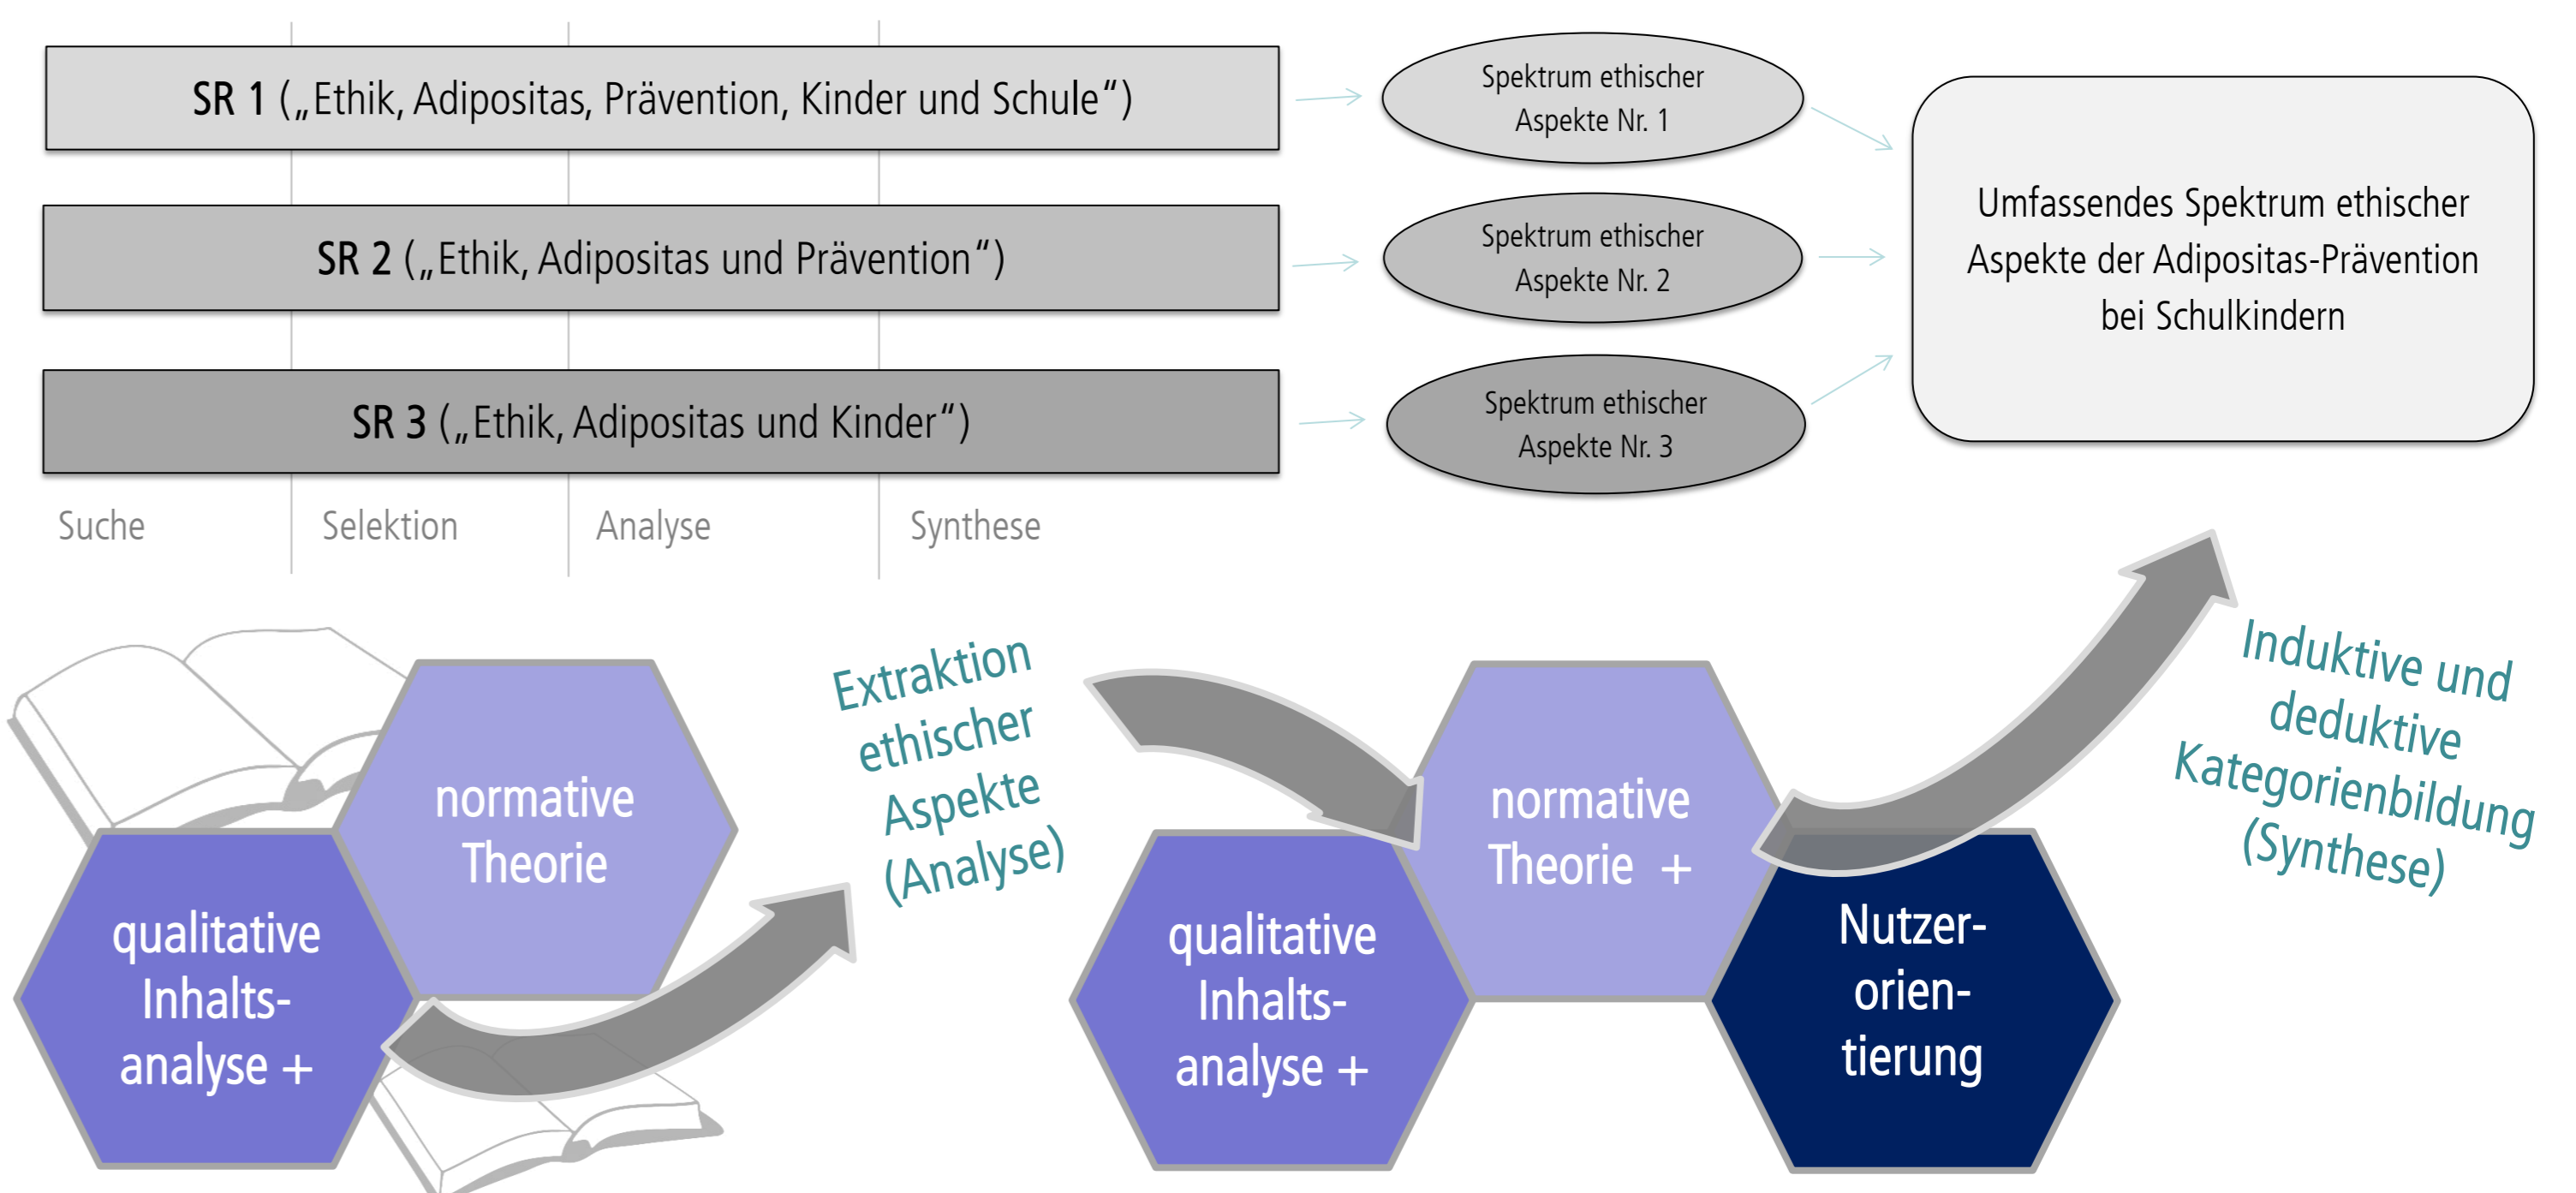 SR 1 („Ethik, Adipositas, Prävention, Kinder und Schule“)
Spektrum ethischer
Aspekte Nr. 1
SR 2 („Ethik, Adipositas und Prävention“)
Spektrum ethischer
Aspekte Nr. 2
SR 3 („Ethik, Adipositas und Kinder“)
Spektrum ethischer
Aspekte Nr. 3
Umfassendes Spektrum ethischer
Aspekte der Adipositas-Prävention
bei Schulkindern
Suche
Selektion
Analyse
Synthese
qualitative
Inhalts-
analyse +
normative
Theorie
Extraktion
ethischer
Aspekte
(Analyse)
qualitative
Inhalts-
analyse +
normative
Theorie +
Nutzer-
orien-
tierung
Induktive und
deduktive
Kategorienbildung
(Synthese)